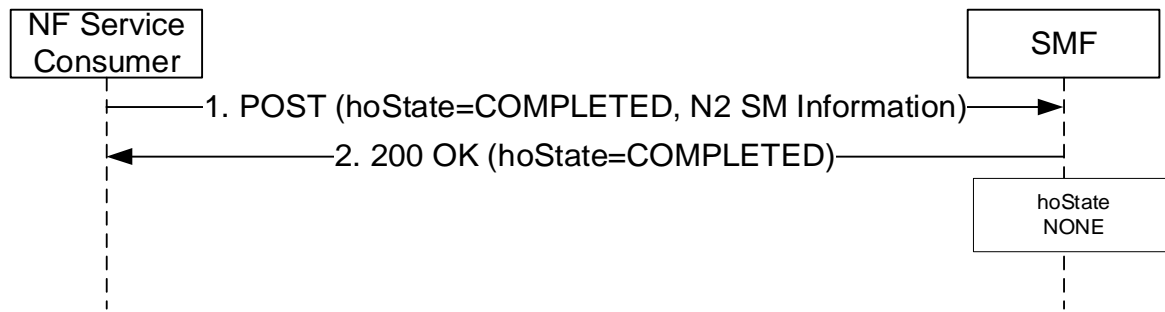 NF Service
Consumer
SMF
1. POST (hoState=COMPLETED, N2 SM Information)
2. 200 OK (hoState=COMPLETED)
hoState
NONE